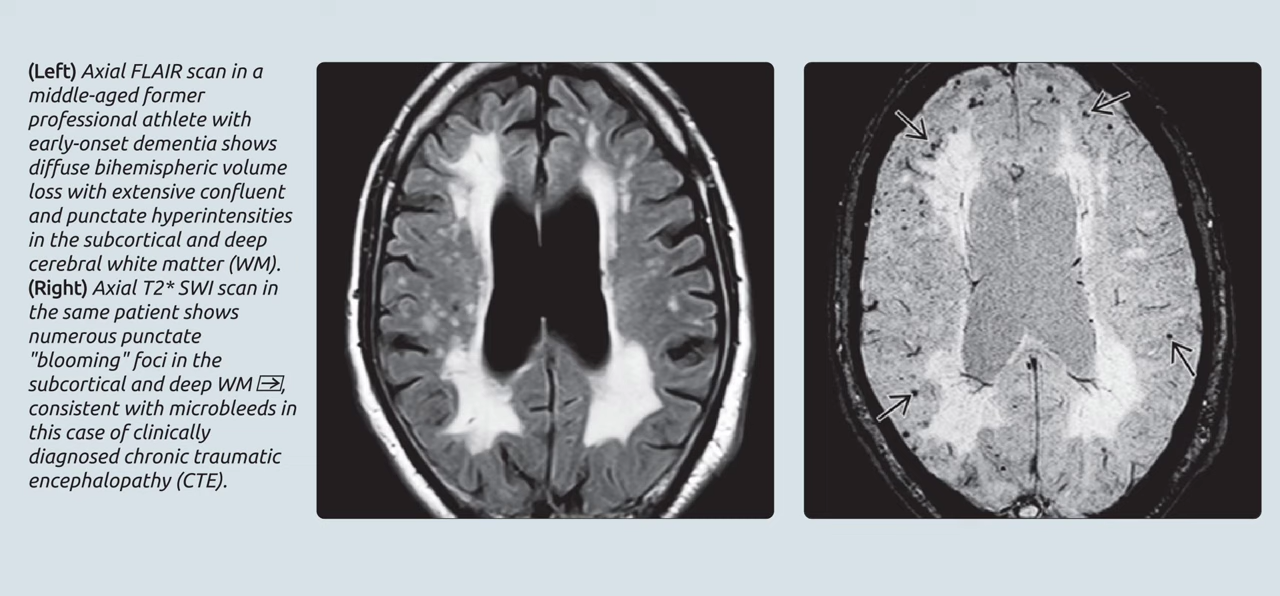 (Left) Axial FLAIR scan in a
middle-aged former
professional athlete with
early-onset dementia shows
diffuse bihemispheric volume
loss with extensive confluent
and punctate hyperintensities
in the subcortical and deep
cerebral white matter (WM).
(Right) Axial T2* SWI scan in
the same patient shows
numerous punctate
"blooming" foci in the
subcortical and deep WM ➡,
consistent with microbleeds in
this case of clinically
diagnosed chronic traumatic
encephalopathy (CTE).